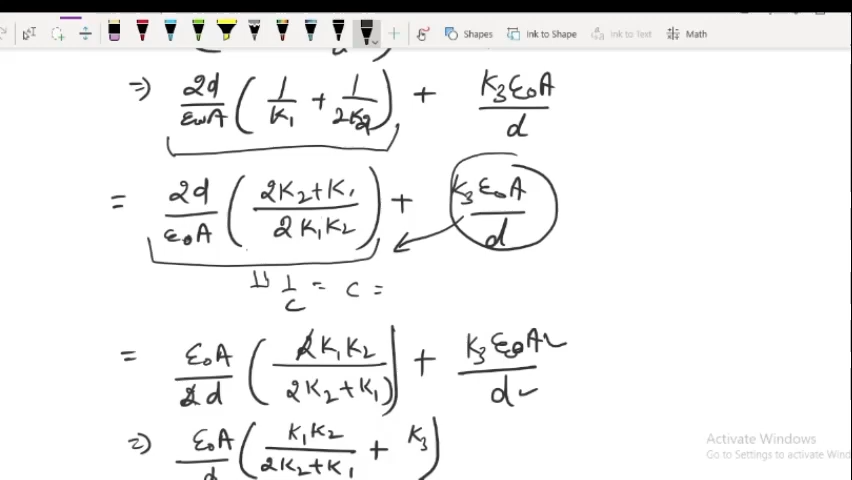 Shapes Ink to Shape Ink to Text Math
=) 2d/ε₀A ( 1/K₁ + 1/2K₂ ) + K₃ε₀A/d
= 2d/ε₀A ( 2K₂+K₁ / 2K₁K₂ ) + K₃ε₀A/d
1/C = C =
= ε₀A/2d ( 2K₁K₂ / 2K₂+K₁ ) + K₃ε₀A/d
=) ε₀A/d ( K₁K₂ / 2K₂+K₁ + K₃ )
Activate Windows
Go to Settings to activate Win